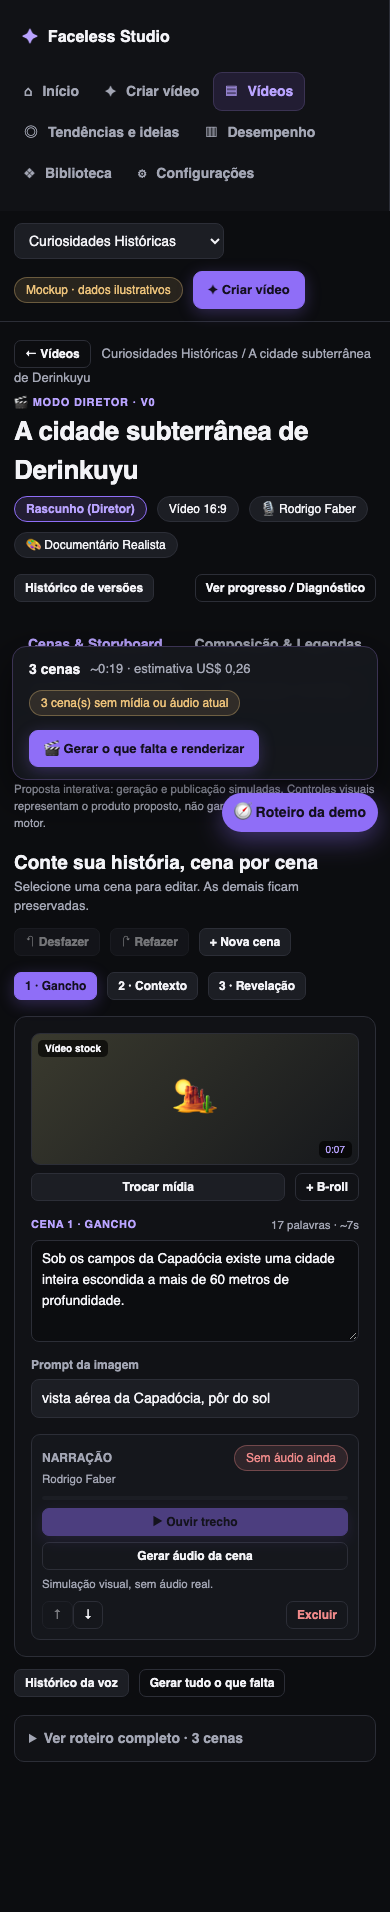 Faceless Studio
Início
Criar vídeo
Vídeos
Tendências e ideias
Desempenho
Biblioteca
Configurações
Curiosidades Históricas
Mockup · dados ilustrativos
✦ Criar vídeo
← Vídeos
Curiosidades Históricas / A cidade subterrânea
de Derinkuyu
🎬 MODO DIRETOR · V0
A cidade subterrânea de
Derinkuyu
Rascunho (Diretor)
Vídeo 16:9
🎙️ Rodrigo Faber
🎨 Documentário Realista
Histórico de versões
Ver progresso / Diagnóstico
Cenas & Storyboard
Composição & Legendas
3 cenas ~0:19 · estimativa US$ 0,26
3 cena(s) sem mídia ou áudio atual
🎬 Gerar o que falta e renderizar
Proposta interativa: geração e publicação simuladas. Controles visuais
representam o produto proposto, não
motor.
🧭 Roteiro da demo
Conte sua história, cena por cena
Selecione uma cena para editar. As demais ficam
preservadas.
Desfazer
Refazer
+ Nova cena
1 · Gancho
2 · Contexto
3 · Revelação
Vídeo stock
0:07
Trocar mídia
+ B-roll
CENA 1 · GANCHO
17 palavras · ~7s
Sob os campos da Capadócia existe uma cidade
inteira escondida a mais de 60 metros de
profundidade.
Prompt da imagem
vista aérea da Capadócia, pôr do sol
NARRAÇÃO
Sem áudio ainda
Rodrigo Faber
▶ Ouvir trecho
Gerar áudio da cena
Simulação visual, sem áudio real.
↑
↓
Excluir
Histórico da voz
Gerar tudo o que falta
▶ Ver roteiro completo · 3 cenas